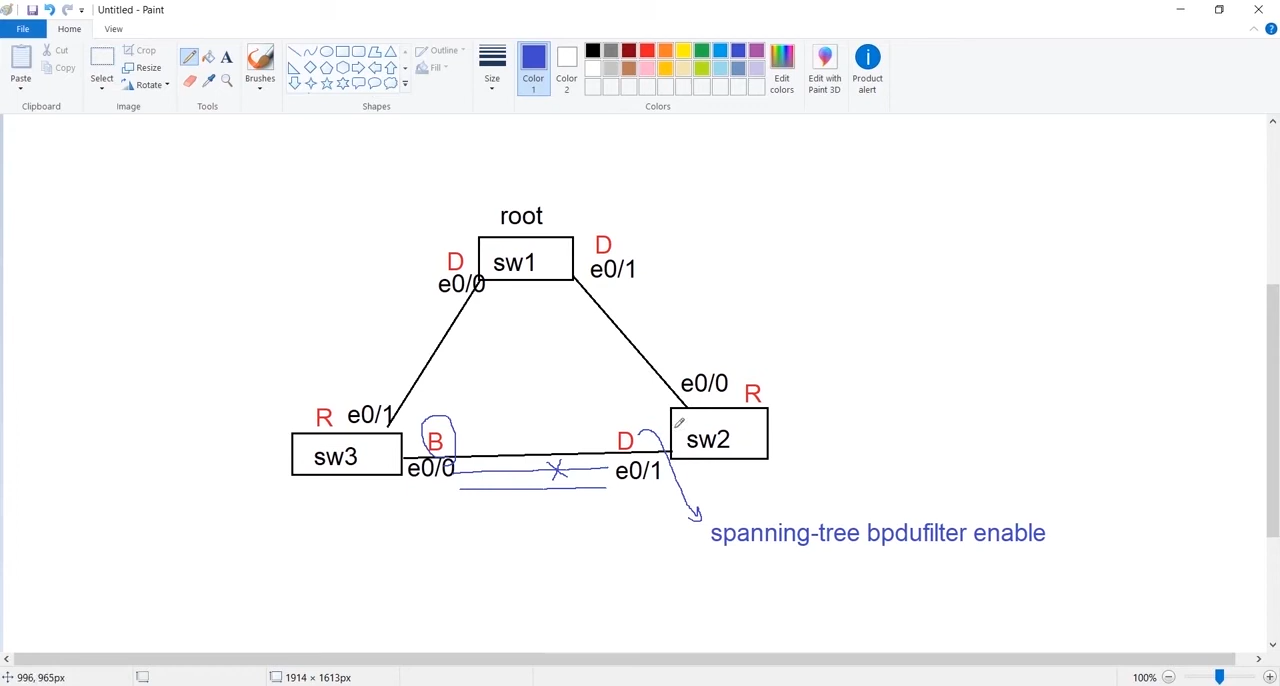 Untitled - Paint
File
Home
View
Paste
Cut
Copy
Clipboard
Select
Crop
Resize
Rotate
Image
A
Tools
Brushes
Shapes
Outline
Fill
Size
Color 1
Color 2
Edit colors
Colors
Edit with Paint 3D
Product alert
root
D
sw1
D
e0/0
e0/1
e0/0
R
R
e0/1
B
D
sw2
sw3
e0/0
e0/1
spanning-tree bpdufilter enable
996, 965px
1914 × 1613px
100%